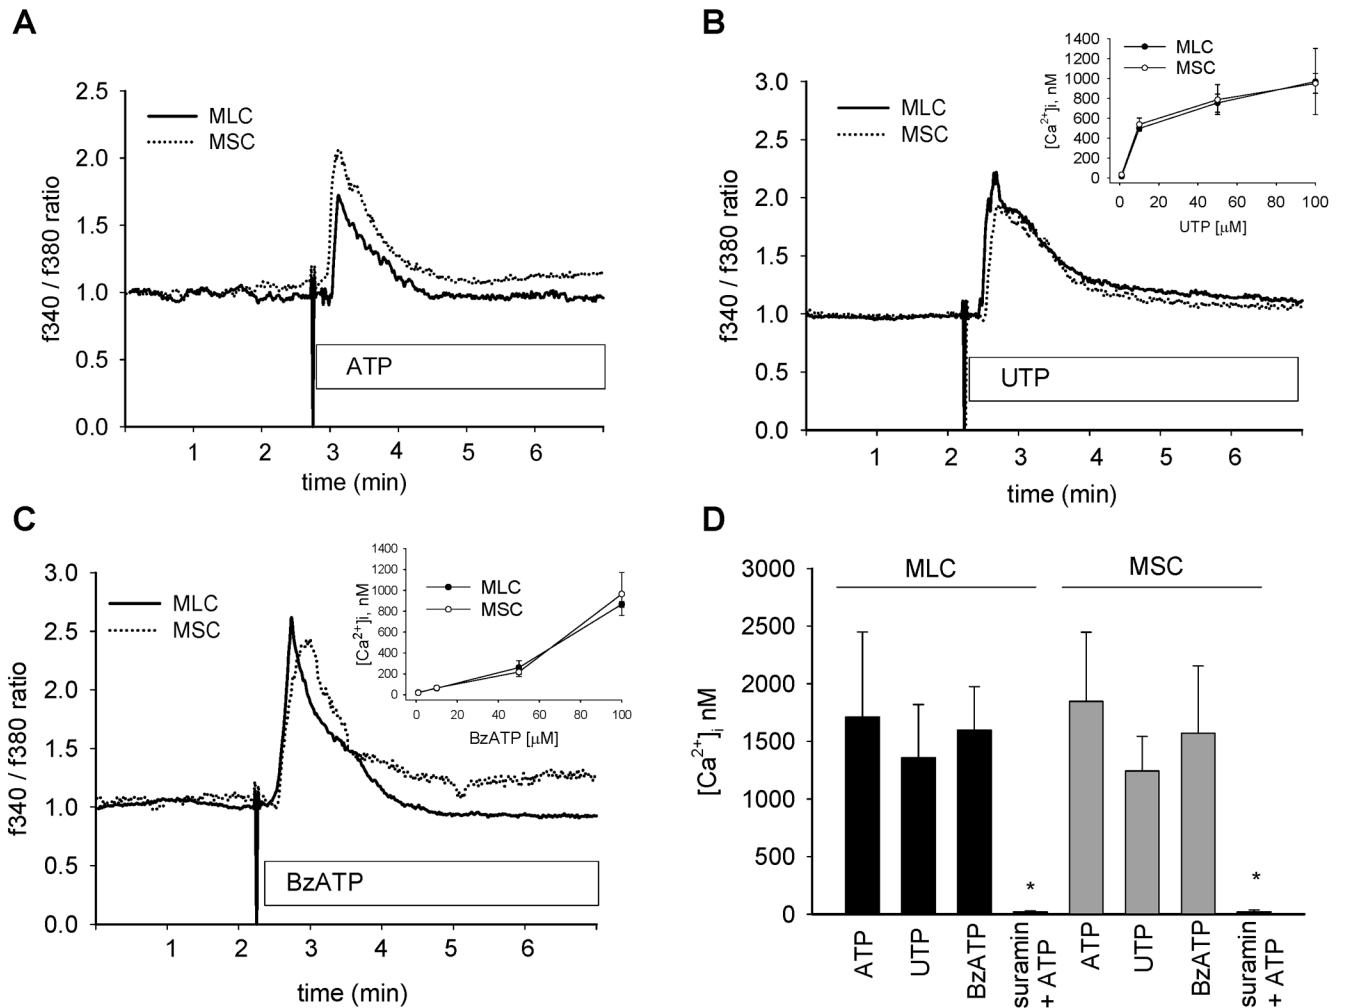 A
2.5
2.0
1.5
1.0
0.5
0.0
f340 / f380 ratio
MLC
MSC
ATP
1 2 3 4 5 6
time (min)
B
3.0
2.5
2.0
1.5
1.0
0.5
0.0
f340 / f380 ratio
MLC
MSC
UTP
1 2 3 4 5 6
time (min)
1400
1200
1000
800
600
400
200
0
[Ca2+]i, nM
MLC
MSC
0 20 40 60 80 100
UTP [µM]
C
3.0
2.5
2.0
1.5
1.0
0.5
0.0
f340 / f380 ratio
MLC
MSC
BzATP
1 2 3 4 5 6
time (min)
1400
1200
1000
800
600
400
200
0
[Ca2+]i, nM
MLC
MSC
0 20 40 60 80 100
BzATP [µM]
D
3000
2500
2000
1500
1000
500
0
[Ca2+]i nM
MLC
MSC
*
*
ATP
UTP
BzATP
suramin
+ ATP
ATP
UTP
BzATP
suramin
+ ATP